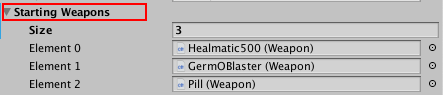 Starting Weapons
Size 3
Element 0 Healmatic500 (Weapon)
Element 1 GermOBlaster (Weapon)
Element 2 Pill (Weapon)